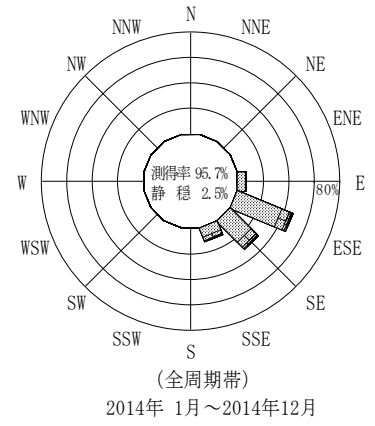 N
NNW NNE
NW NE
WNW ENE
測得率 95.7%
静 穏 2.5%
W 80% E
WSW ESE
SW SE
SSW SSE
S
(全周期帯)
2014年 1月～2014年12月